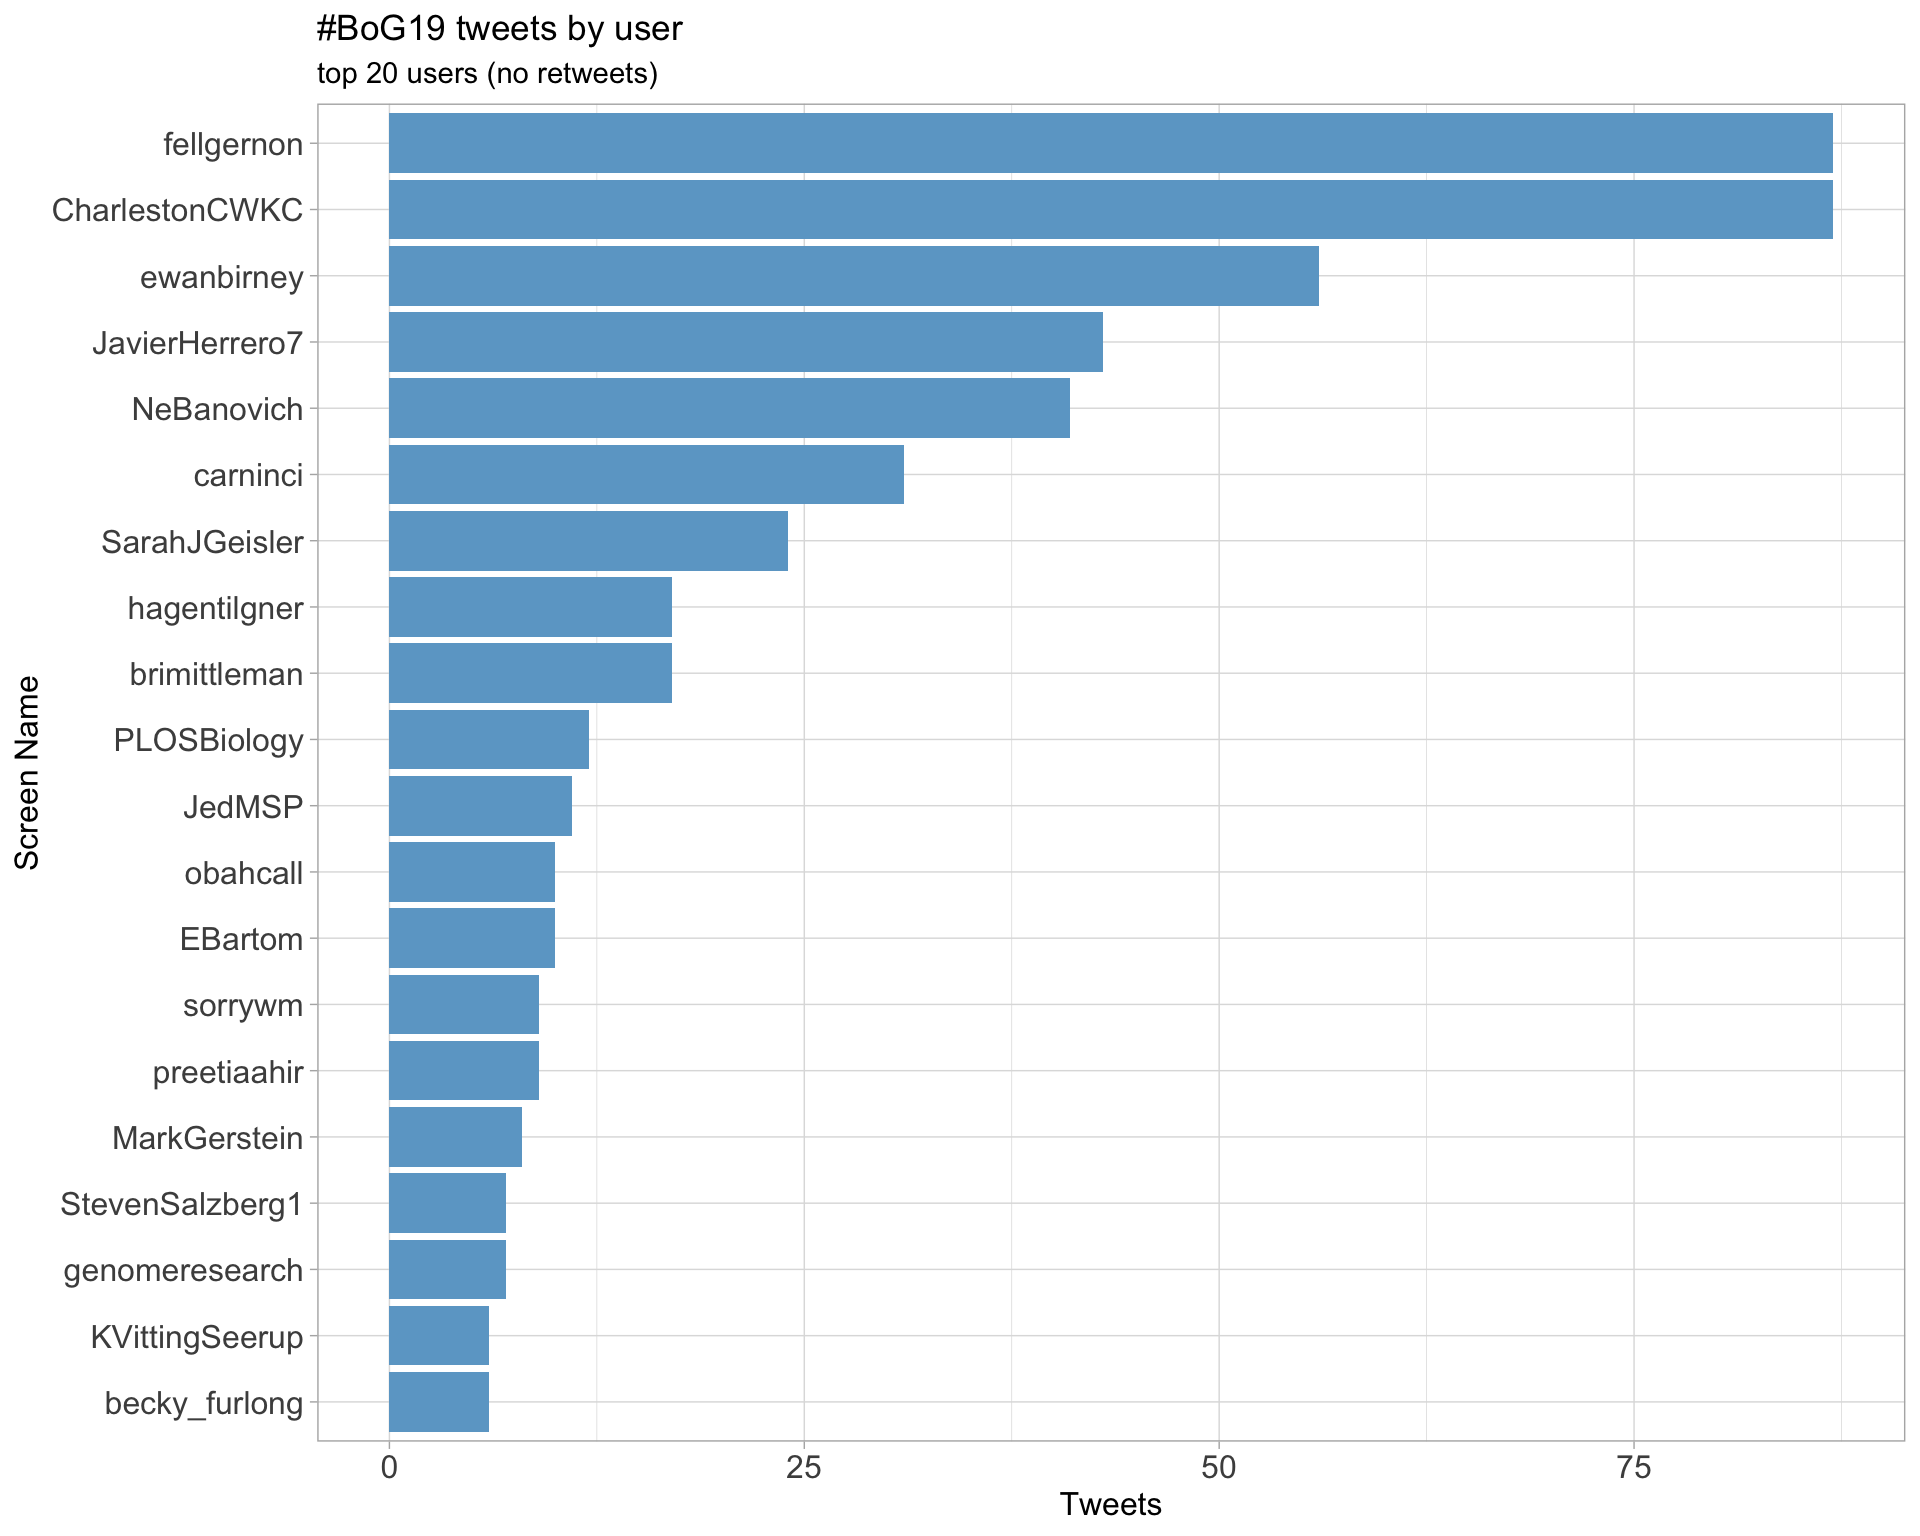 #BoG19 tweets by user
top 20 users (no retweets)
fellgernon
CharlestonCWKC
ewanbirney
JavierHerrero7
NeBanovich
carninci
SarahJGeisler
hagentilgner
brimittleman
PLOSBiology
JedMSP
obahcall
EBartom
sorrywm
preetiaahir
MarkGerstein
StevenSalzberg1
genomeresearch
KVittingSeerup
becky_furlong
Screen Name
0 25 50 75
Tweets